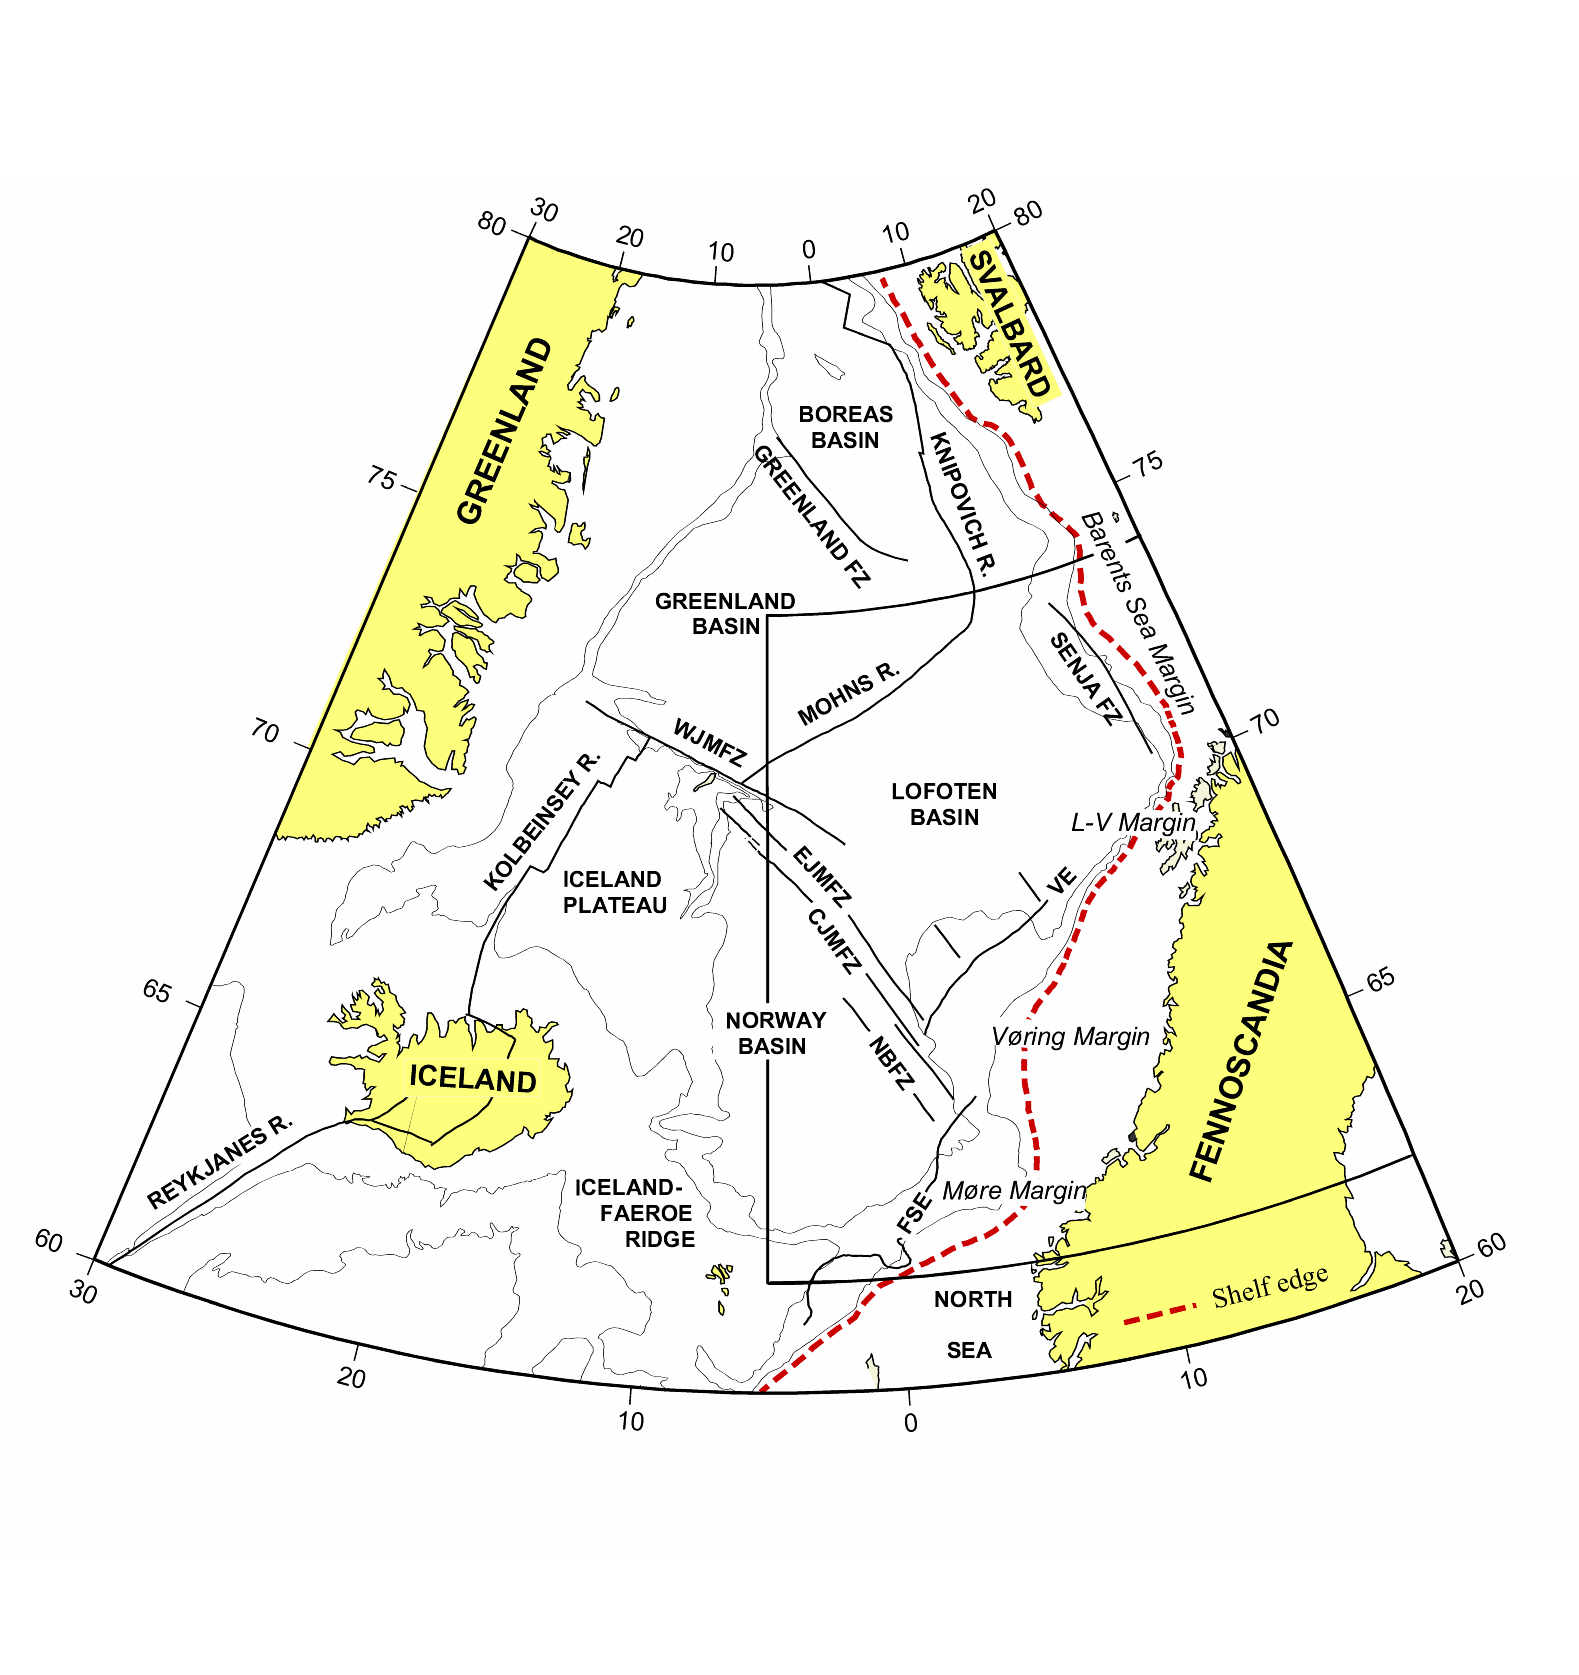 20
30
80
80
20
10
0
10
SVALBARD
GREENLAND
BOREAS
BASIN
KNIPOVICH R.
75
75
GREENLAND FZ
Barents Sea Margin
GREENLAND
BASIN
SENJA FZ
MOHNS R.
70
70
WJMFZ
KOLBEINSEY R.
LOFOTEN
BASIN
L-V Margin
EJMFZ
ICELAND
PLATEAU
VE
CJMFZ
65
65
NORWAY
BASIN
Vøring Margin
FENNOSCANDIA
NBFZ
ICELAND
REYKJANES R.
ICELAND-
FAEROE
RIDGE
Møre Margin
FSE
60
60
30
20
NORTH
SEA
Shelf edge
20
10
10
0